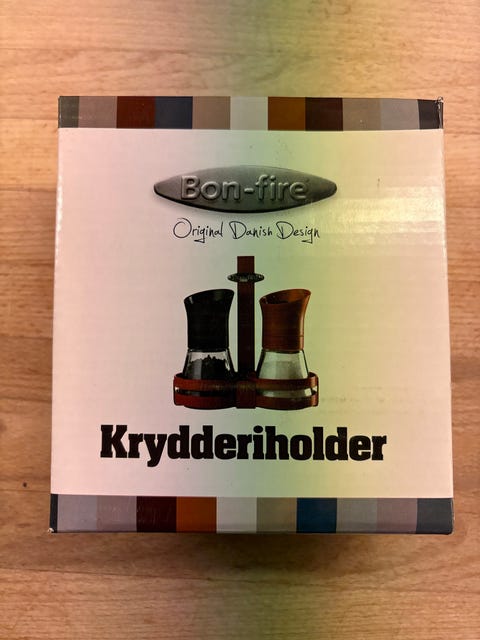 Bon-fire
Original Danish Design
Krydderiholder